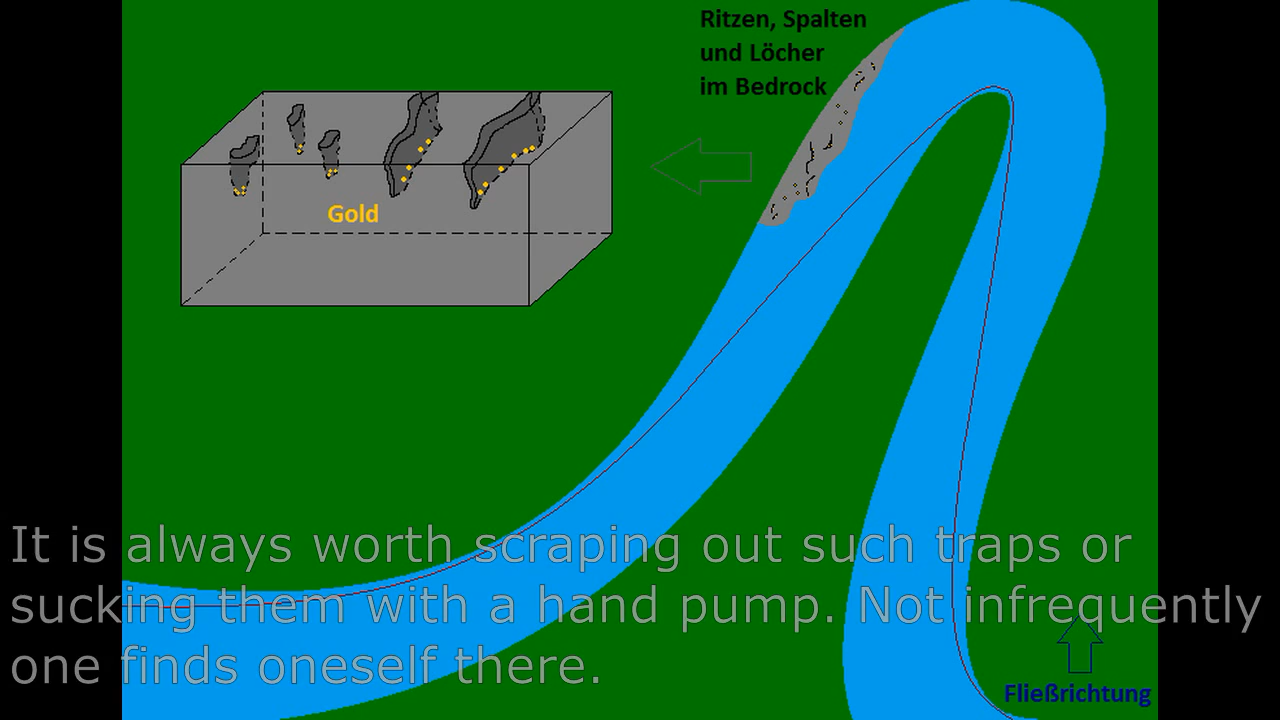 Ritzen, Spalten
und Löcher
im Bedrock
Gold
It is always worth scraping out such traps or
sucking them with a hand pump. Not infrequently
one finds oneself there.
Fließrichtung